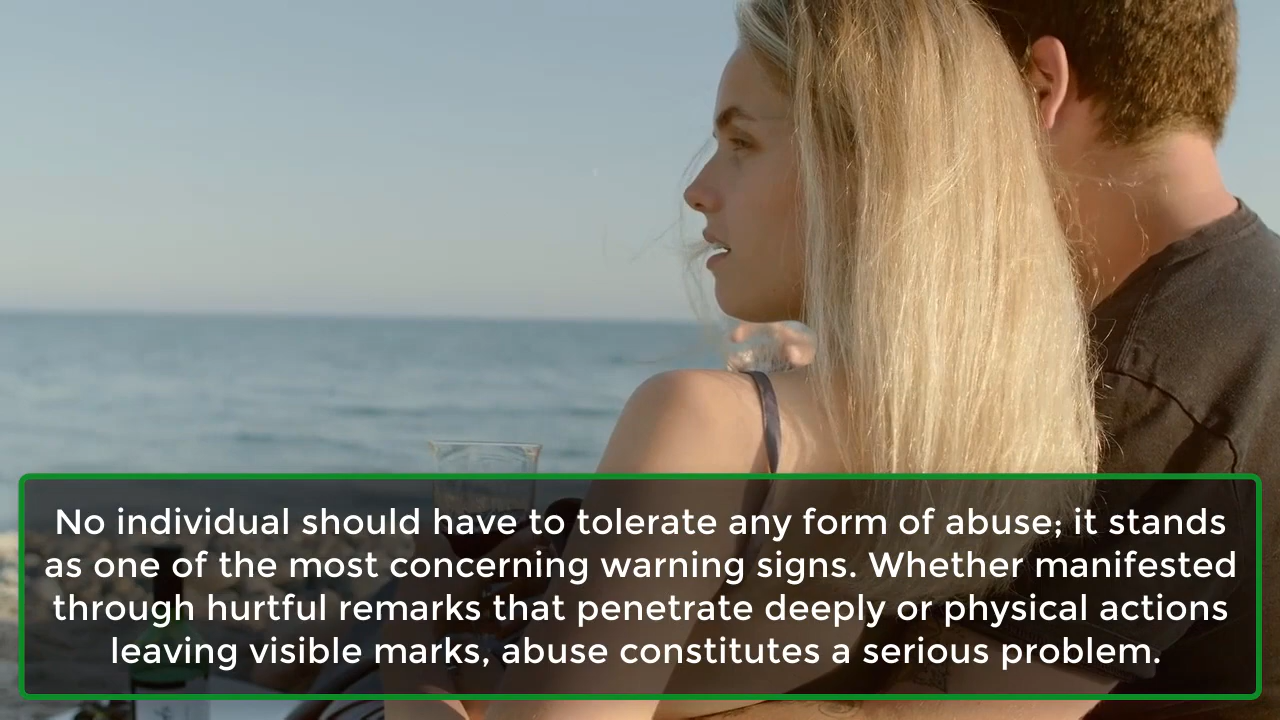 No individual should have to tolerate any form of abuse; it stands
as one of the most concerning warning signs. Whether manifested
through hurtful remarks that penetrate deeply or physical actions
leaving visible marks, abuse constitutes a serious problem.